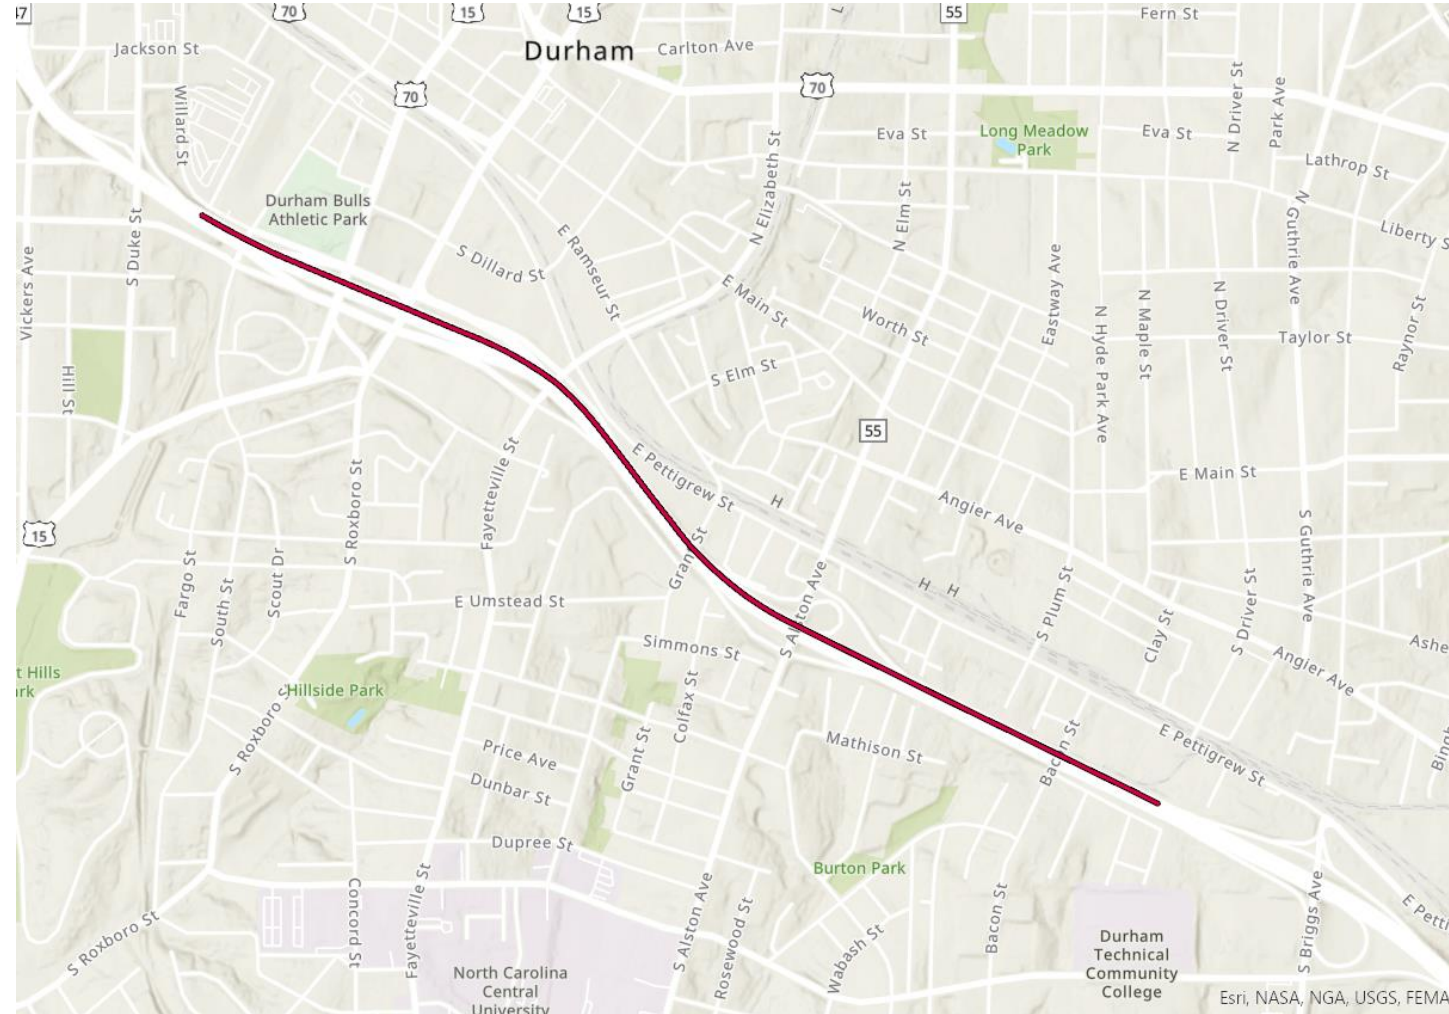 47
70
15
15
55
Fern St
Jackson St
Durham
Carlton Ave
70
70
Willard St
N Driver St
Park Ave
Eva St
Long Meadow
Park
Eva St
Lathrop St
N Elizabeth St
Durham Bulls
Athletic Park
S Duke St
N Elm St
N Guthrie Ave
Liberty S
Vickers Ave
S Dillard St
E Ramseur St
E Main St
Worth St
Eastway Ave
N Hyde Park Ave
N Maple St
N Driver St
Taylor St
Raynor St
Hill St
S Elm St
55
E Main St
E Pettigrew St
H
Angier Ave
S Roxboro St
Fayetteville St
15
Fargo St
South St
Scout Dr
Grant St
S Alston Ave
H H
S Plum St
Clay St
S Driver St
S Guthrie Ave
E Umstead St
Simmons St
Angier Ave
Ashe
t Hills
rk
Hillside Park
S Roxboro S
Colfax St
Grant St
Price Ave
Dunbar St
Mathison St
Bacon St
E Pettigrew St
Bingh
Dupree St
Burton Park
S Roxboro St
Concord St
Fayetteville St
S Alston Ave
Rosewood St
Wabash St
Bacon St
S Briggs Ave
E Petti
North Carolina
Central
University
Durham
Technical
Community
College
Esri, NASA, NGA, USGS, FEMA